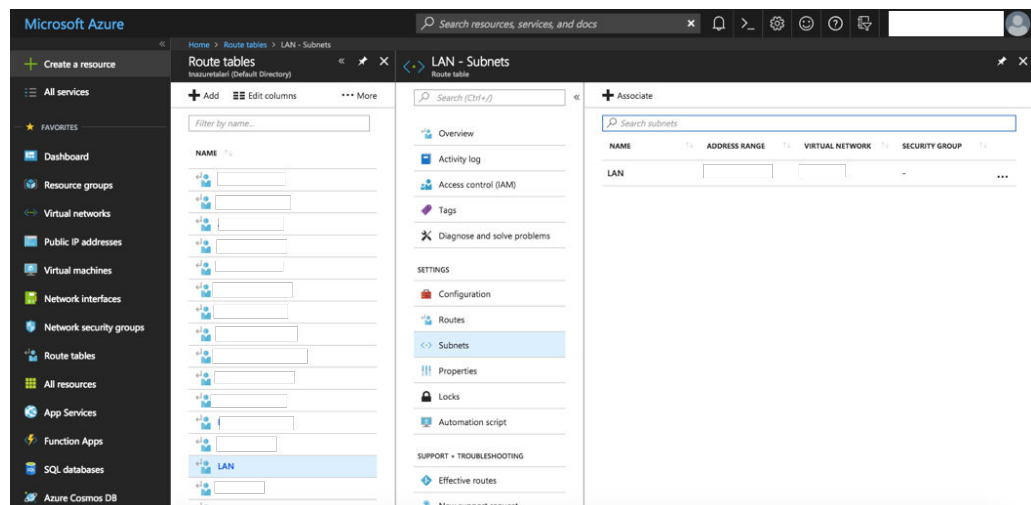 Microsoft Azure
Search resources, services, and docs
Home > Route tables > LAN - Subnets
Create a resource
All services
FAVORITES
Dashboard
Resource groups
Virtual networks
Public IP addresses
Virtual machines
Network interfaces
Network security groups
Route tables
All resources
App Services
Function Apps
SQL databases
Azure Cosmos DB
Route tables
tnazuretalari (Default Directory)
Add Edit columns More
Filter by name...
NAME
LAN
LAN - Subnets
Route table
Search (Ctrl+/)
Overview
Activity log
Access control (IAM)
Tags
Diagnose and solve problems
SETTINGS
Configuration
Routes
Subnets
Properties
Locks
Automation script
SUPPORT + TROUBLESHOOTING
Effective routes
New support request
Associate
Search subnets
NAME ADDRESS RANGE VIRTUAL NETWORK SECURITY GROUP
LAN -